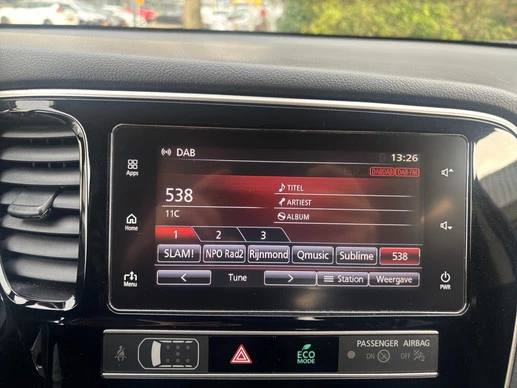 DAB
13:26
DABDAB DAB-FM
Apps
538
11C
TITEL
ARTIEST
ALBUM
Home
1 2 3
SLAM! NPO Rad2 Rijnmond Qmusic Sublime 538
Menu
< Tune > Station Weergave
PWR
ECO
MODE
PASSENGER AIRBAG
ON OFF